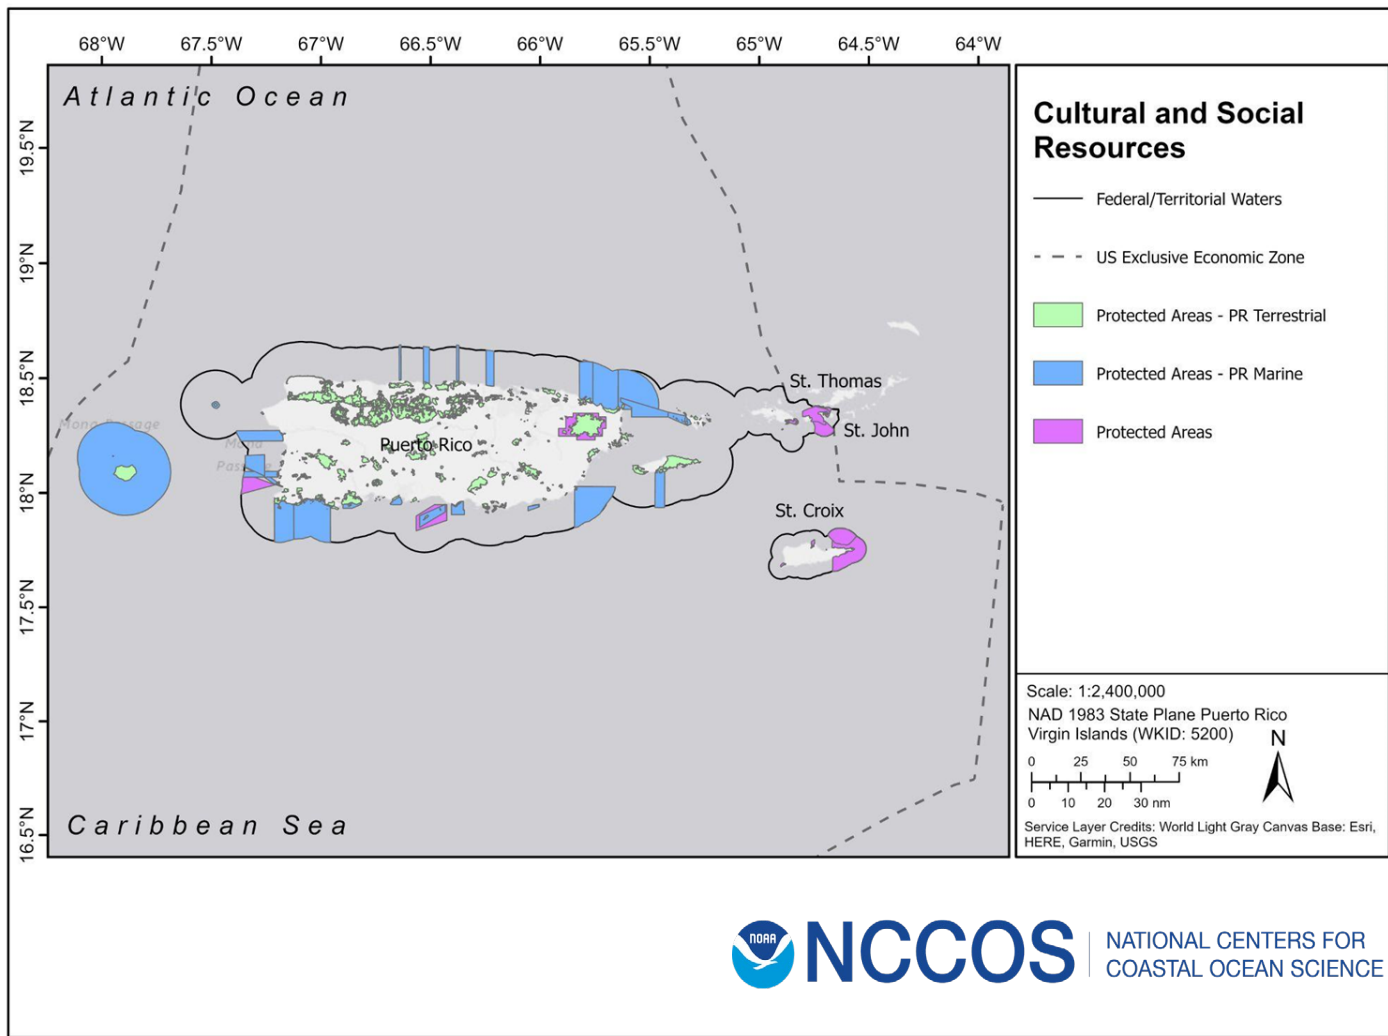 68°W 67.5°W 67°W 66.5°W 66°W 65.5°W 65°W 64.5°W 64°W
19.5°N
19°N
18.5°N
18°N
17.5°N
17°N
16.5°N
Atlantic Ocean
Mona Passage
Mona
Passage
Puerto Rico
St. Thomas
St. John
St. Croix
Caribbean Sea
Cultural and Social
Resources
Federal/Territorial Waters
US Exclusive Economic Zone
Protected Areas - PR Terrestrial
Protected Areas - PR Marine
Protected Areas
Scale: 1:2,400,000
NAD 1983 State Plane Puerto Rico
Virgin Islands (WKID: 5200)
N
0 25 50 75 km
0 10 20 30 nm
Service Layer Credits: World Light Gray Canvas Base: Esri,
HERE, Garmin, USGS
NOAA
NCCOS
NATIONAL CENTERS FOR
COASTAL OCEAN SCIENCE